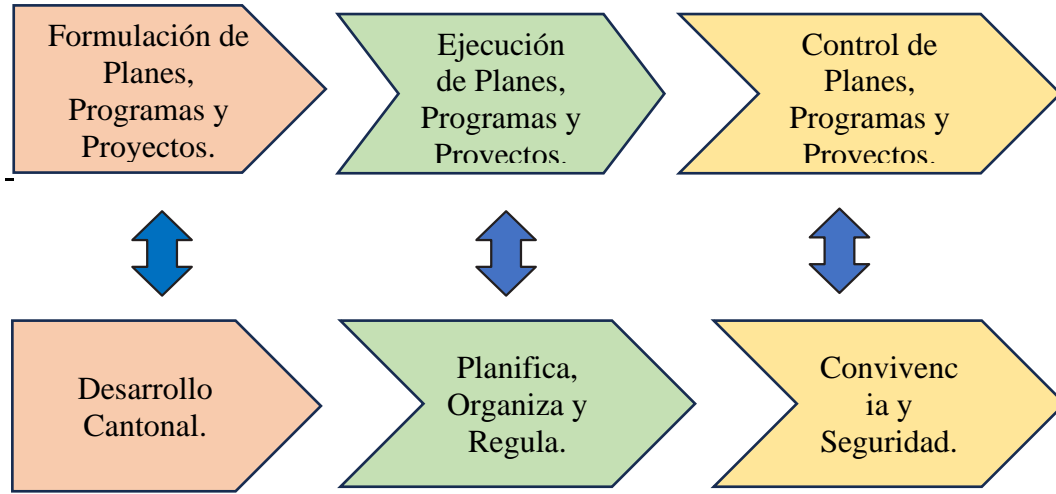 Formulación de
Planes,
Programas y
Proyectos.
Ejecución
de Planes,
Programas y
Proyectos.
Control de
Planes,
Programas y
Proyectos.
Desarrollo
Cantonal.
Planifica,
Organiza y
Regula.
Convivenc
ia y
Seguridad.